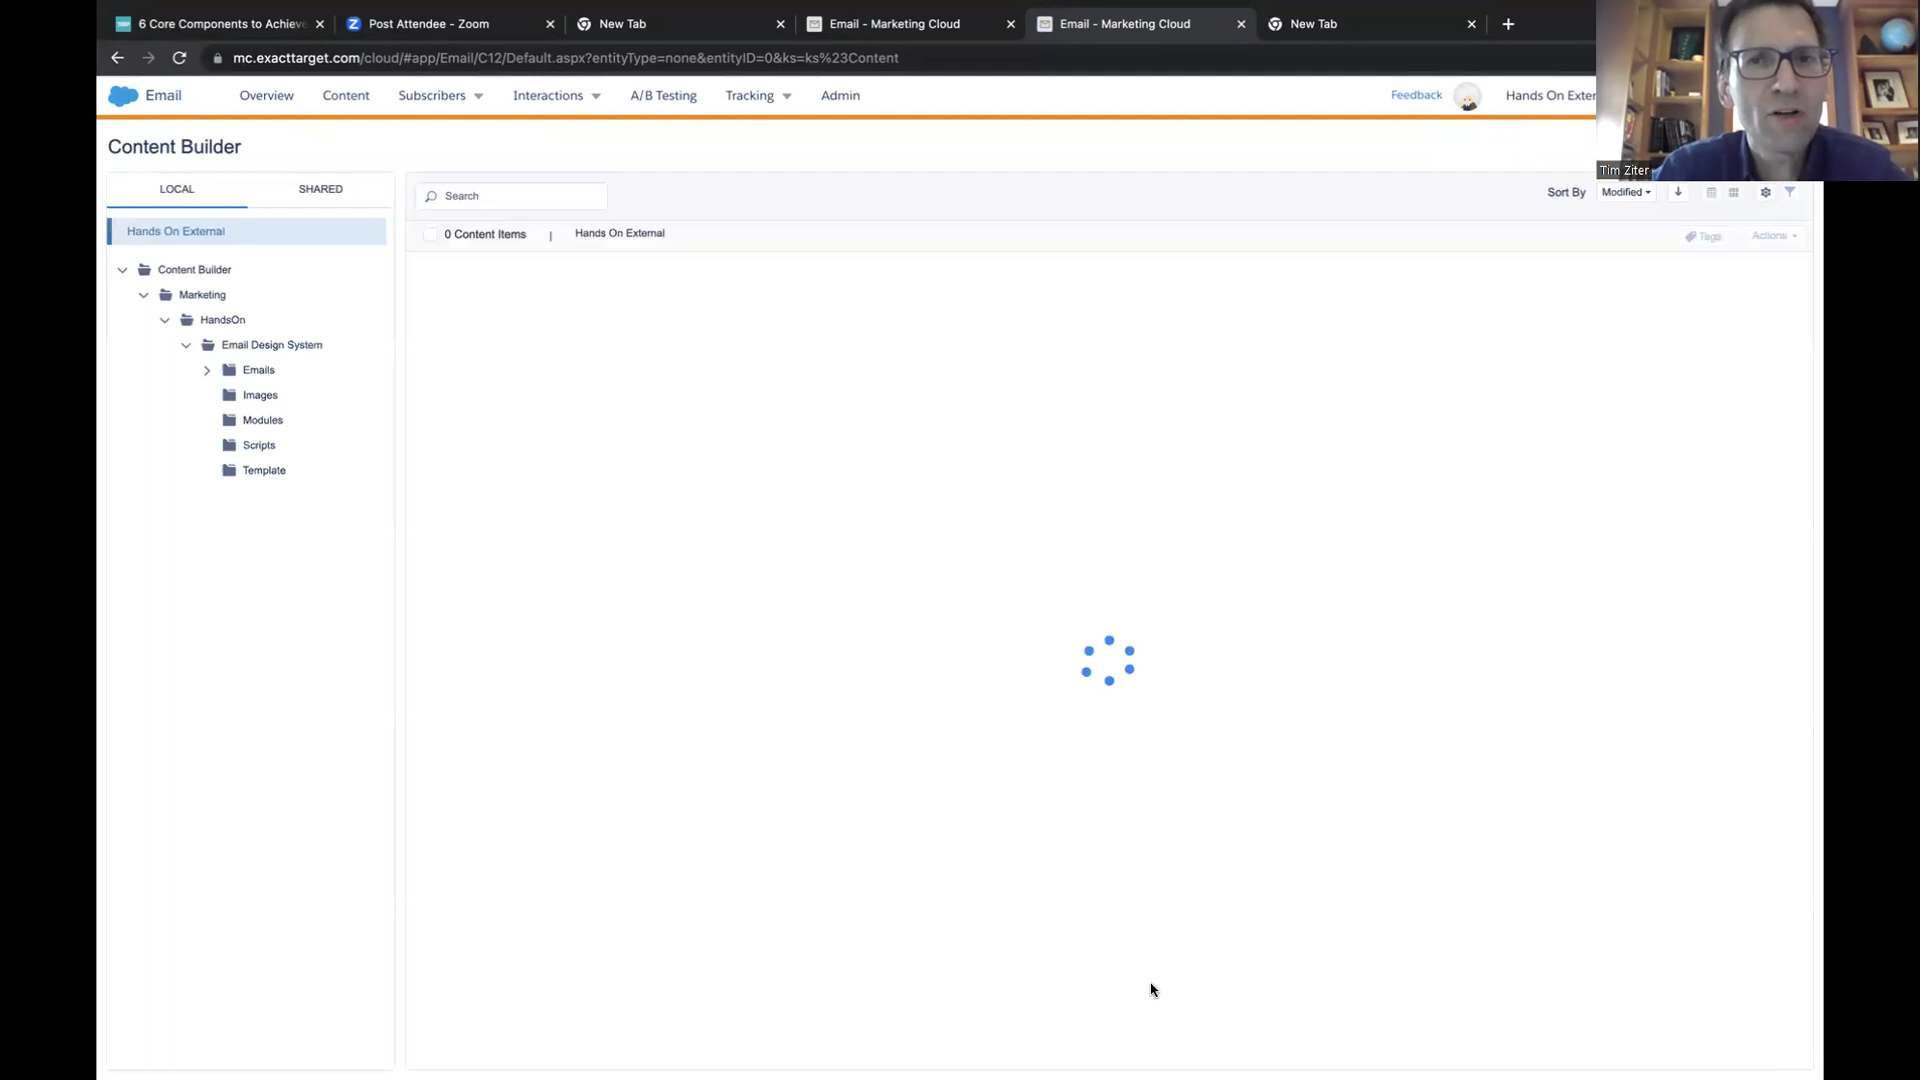 6 Core Components to Achieve
Post Attendee - Zoom
New Tab
Email - Marketing Cloud
Email - Marketing Cloud
New Tab
mc.exacttarget.com/cloud/#app/Email/C12/Default.aspx?entityType=none&entityID=0&ks=ks%23Content
Email
Overview
Content
Subscribers
Interactions
A/B Testing
Tracking
Admin
Feedback
Hands On Exter
Tim Ziter
Content Builder
LOCAL
SHARED
Search
Sort By
Modified
Hands On External
0 Content Items | Hands On External
Tags
Actions
Content Builder
Marketing
HandsOn
Email Design System
Emails
Images
Modules
Scripts
Template